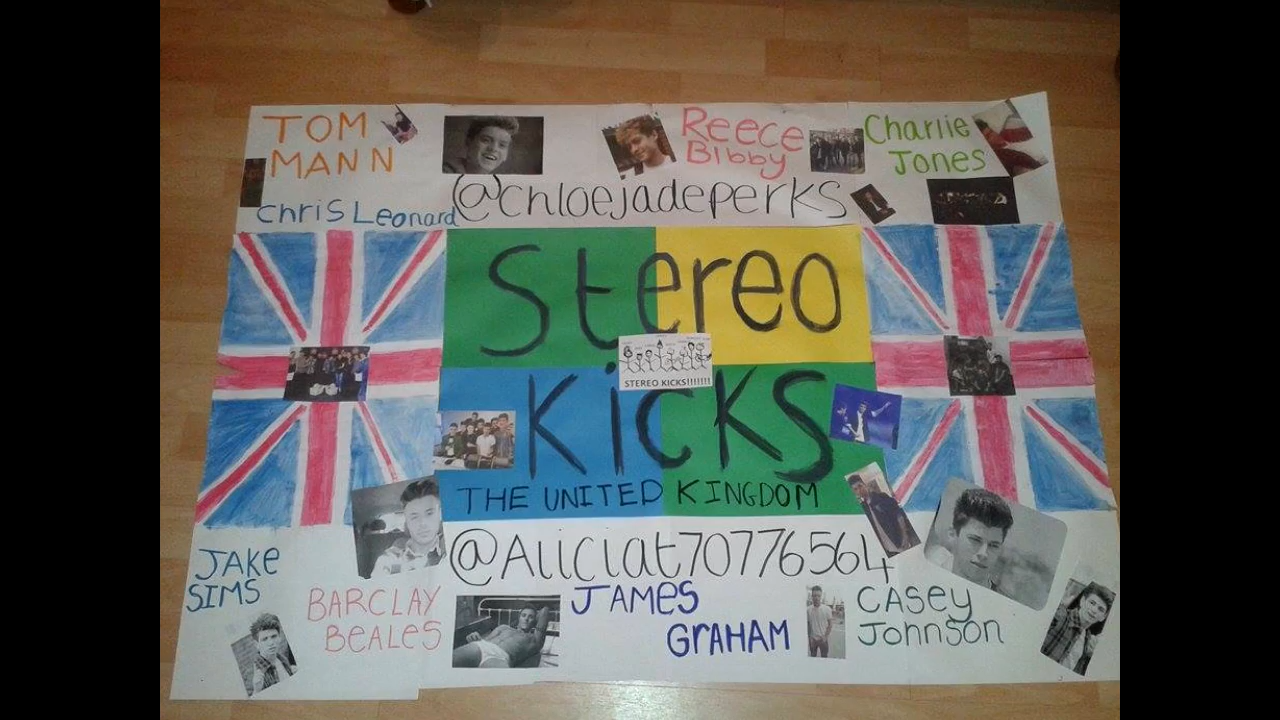 TOM
MANN
Reece
Bibby
Charlie
Jones
Chris Leonard
@chloejadeperks
Stereo
STEREO KICKS!!!!!!!
Kicks
THE UNITED KINGDOM
@Aliciat70776564
JAKE
SIMS
BARCLAY
BEALES
JAMES
GRAHAM
CASEY
Johnson